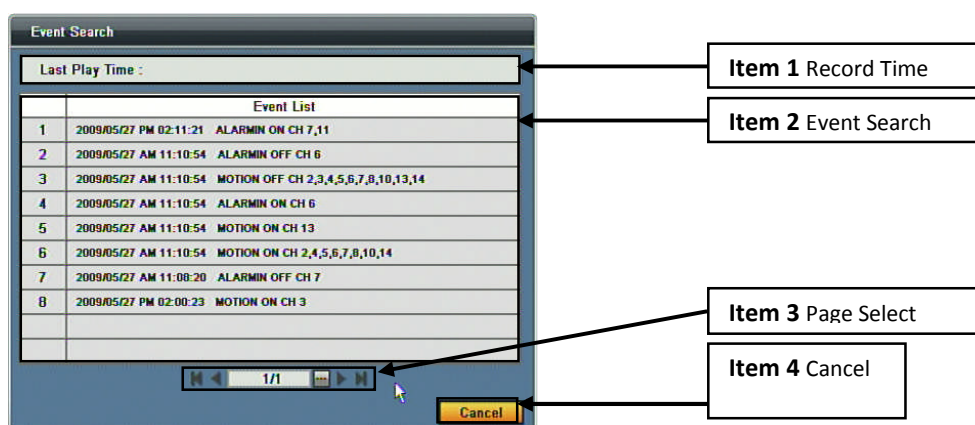 Event Search
Last Play Time :
Event List
1 2009/05/27 PM 02:11:21 ALARMIN ON CH 7,11
2 2009/05/27 AM 11:10:54 ALARMIN OFF CH 6
3 2009/05/27 AM 11:10:54 MOTION OFF CH 2,3,4,5,6,7,8,10,13,14
4 2009/05/27 AM 11:10:54 ALARMIN ON CH 6
5 2009/05/27 AM 11:10:54 MOTION ON CH 13
6 2009/05/27 AM 11:10:54 MOTION ON CH 2,4,5,6,7,8,10,14
7 2009/05/27 AM 11:08:20 ALARMIN OFF CH 7
8 2009/05/27 PM 02:00:23 MOTION ON CH 3
1/1 ...
Cancel
Item 1 Record Time
Item 2 Event Search
Item 3 Page Select
Item 4 Cancel